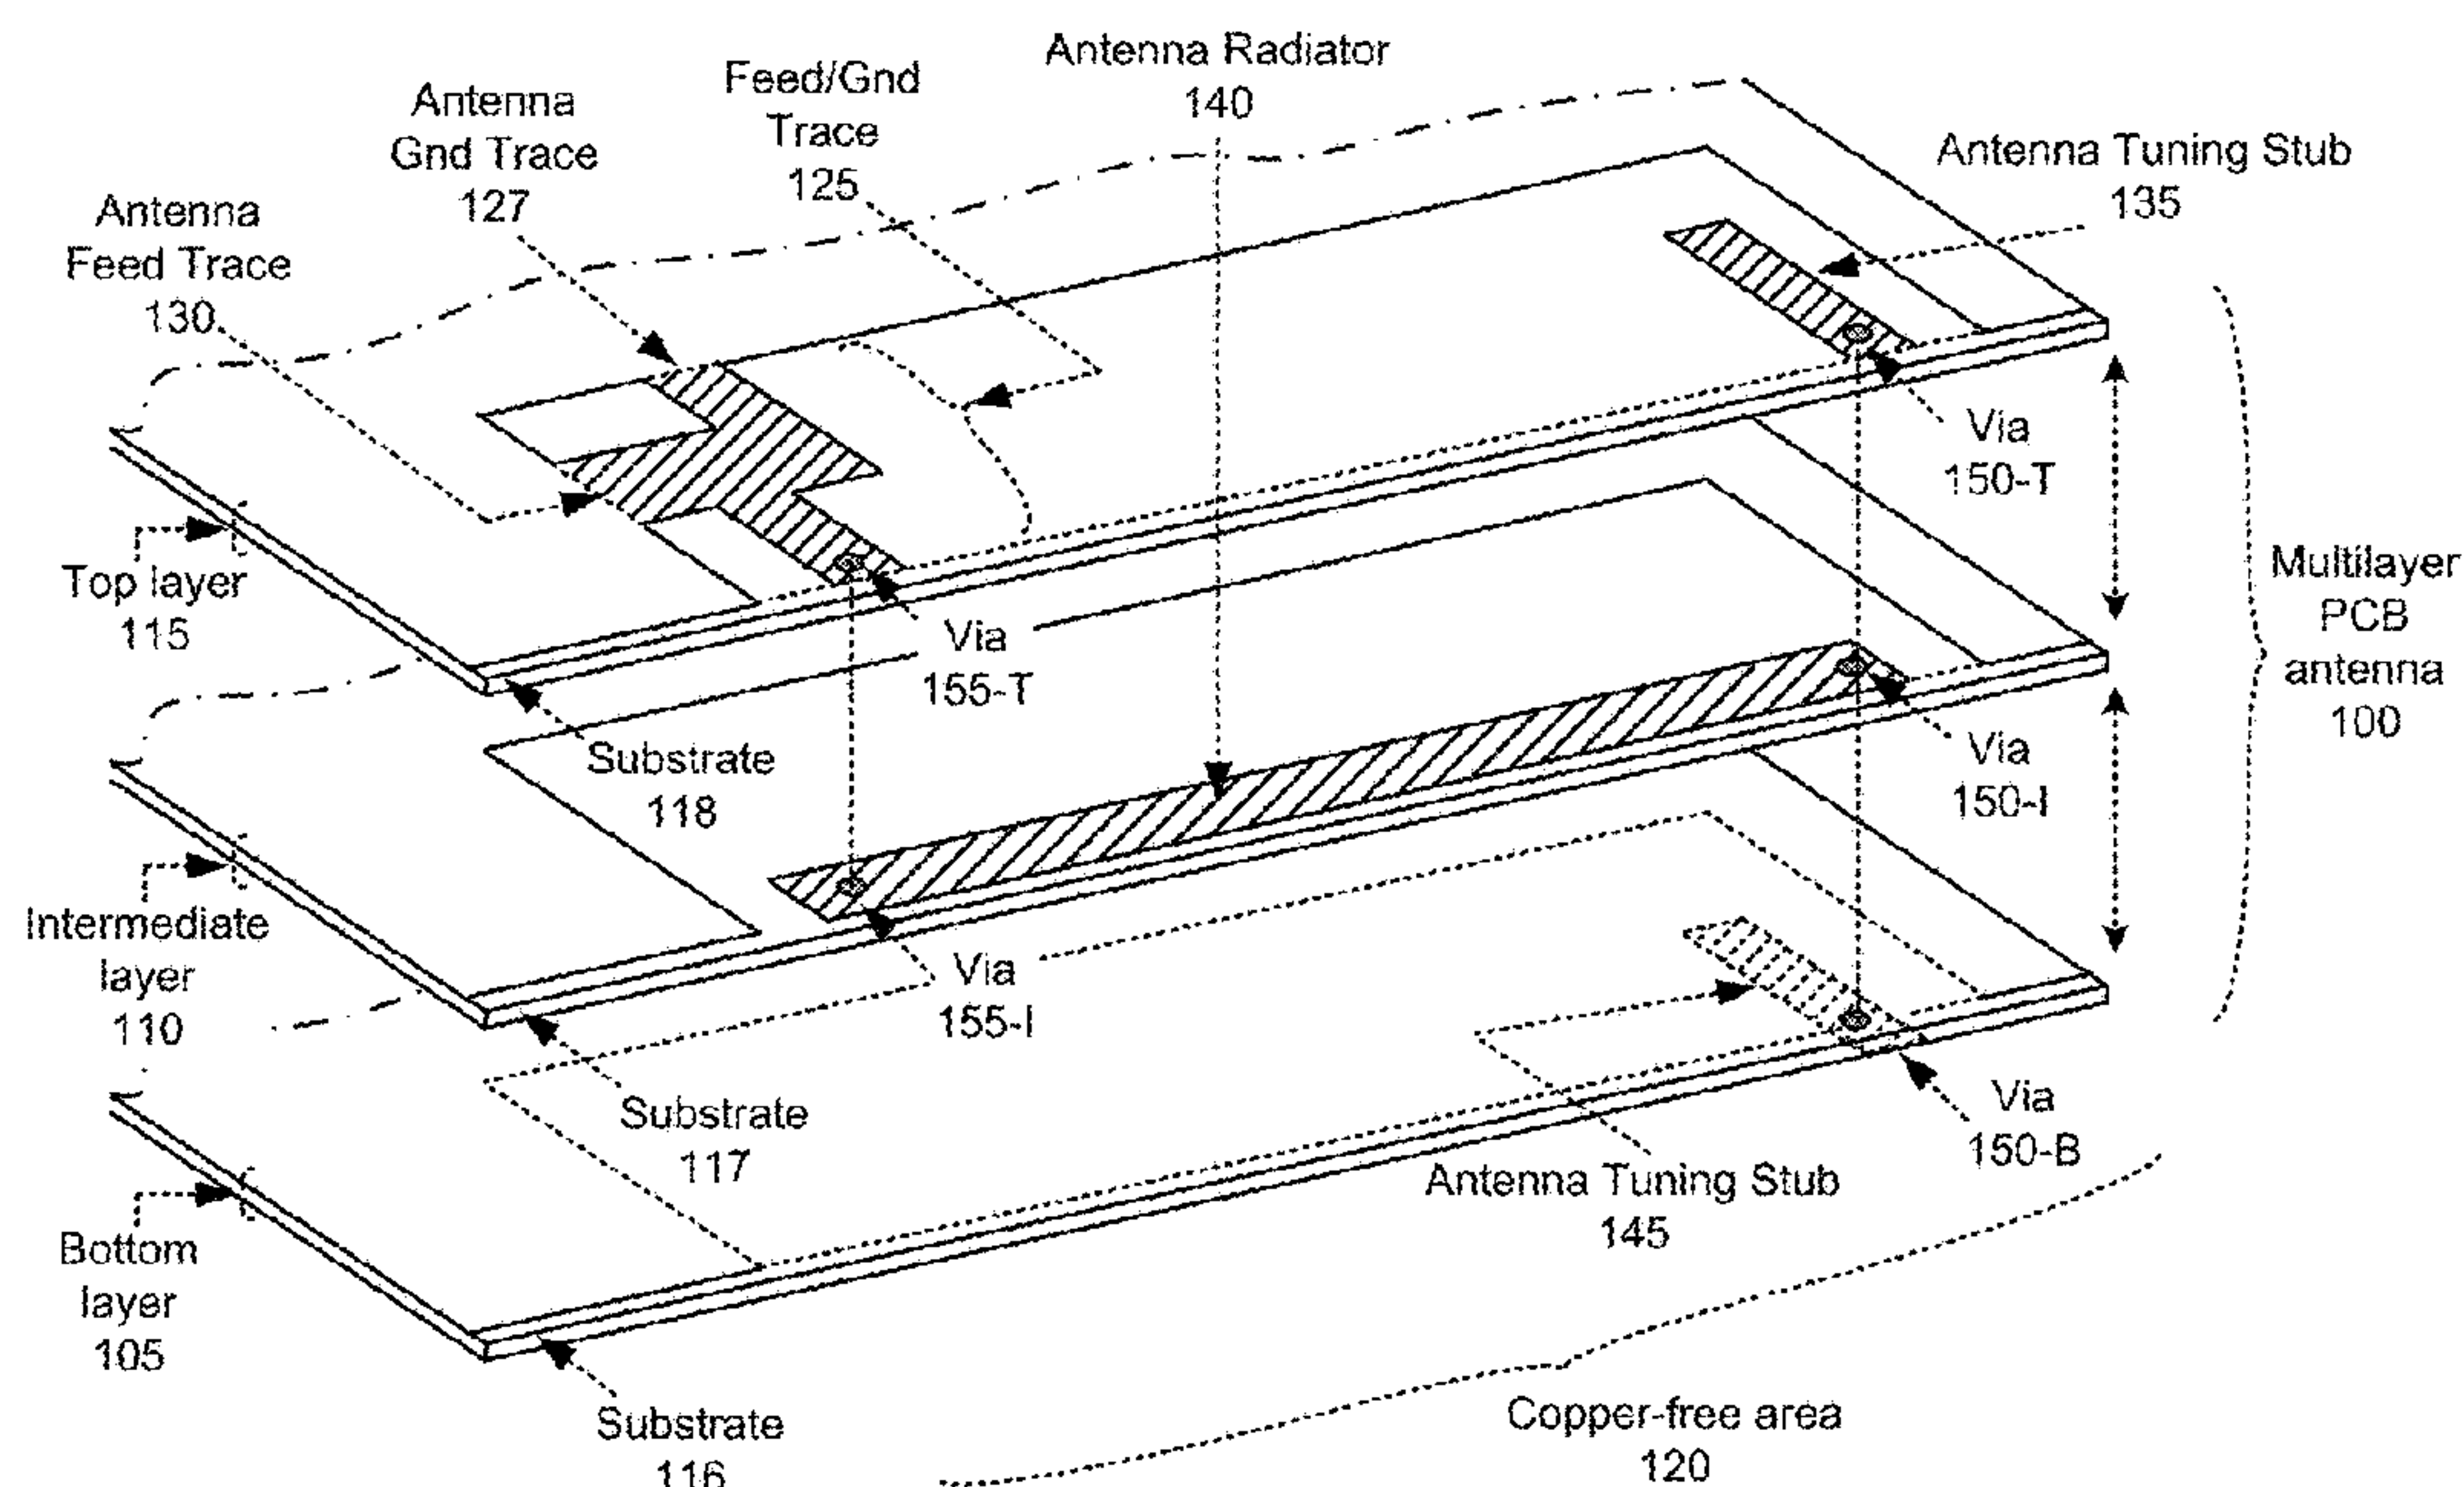 Antenna Radiator
140
Feed/Gnd
Trace
125
Antenna
Gnd Trace
127
Antenna Tuning Stub
135
Antenna
Feed Trace
130
Via
150-T
Top layer
115
Via
155-T
Multilayer
PCB
antenna
100
Substrate
118
Via
150-I
Intermediate
layer
110
Via
155-I
Substrate
117
Via
150-B
Antenna Tuning Stub
145
Bottom
layer
105
Substrate
116
Copper-free area
120